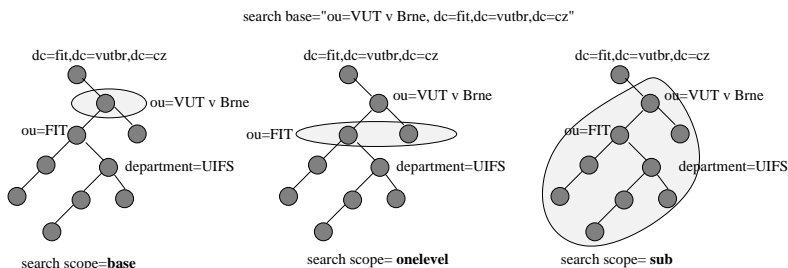 search base="ou=VUT v Brne, dc=fit,dc=vutbr,dc=cz"
dc=fit,dc=vutbr,dc=cz
ou=VUT v Brne
ou=FIT
department=UIFS
search scope=base
dc=fit,dc=vutbr,dc=cz
ou=VUT v Brne
ou=FIT
department=UIFS
search scope= onelevel
dc=fit,dc=vutbr,dc=cz
ou=VUT v Brne
ou=FIT
department=UIFS
search scope= sub